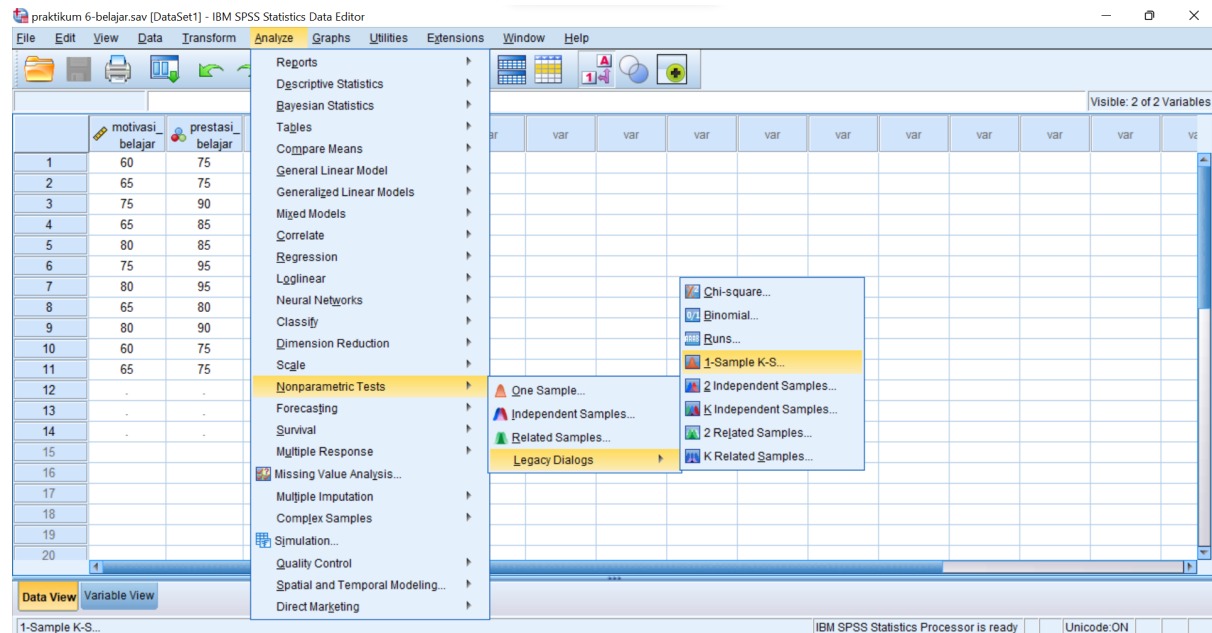 praktikum 6-belajar.sav [DataSet1] - IBM SPSS Statistics Data Editor
File Edit View Data Transform Analyze Graphs Utilities Extensions Window Help
Visible: 2 of 2 Variables
motivasi_belajar prestasi_belajar var var var var var var var var var
1 60 75
2 65 75
3 75 90
4 65 85
5 80 85
6 75 95
7 80 95
8 65 80
9 80 90
10 60 75
11 65 75
12 . .
13 . .
14 . .
15
16
17
18
19
20
Reports
Descriptive Statistics
Bayesian Statistics
Tables
Compare Means
General Linear Model
Generalized Linear Models
Mixed Models
Correlate
Regression
Loglinear
Neural Networks
Classify
Dimension Reduction
Scale
Nonparametric Tests
Forecasting
Survival
Multiple Response
Missing Value Analysis...
Multiple Imputation
Complex Samples
Simulation...
Quality Control
Spatial and Temporal Modeling...
Direct Marketing
One Sample...
Independent Samples...
Related Samples...
Legacy Dialogs
Chi-square...
Binomial...
Runs...
1-Sample K-S...
2 Independent Samples...
K Independent Samples...
2 Related Samples...
K Related Samples...
Data View Variable View
1-Sample K-S... IBM SPSS Statistics Processor is ready Unicode:ON